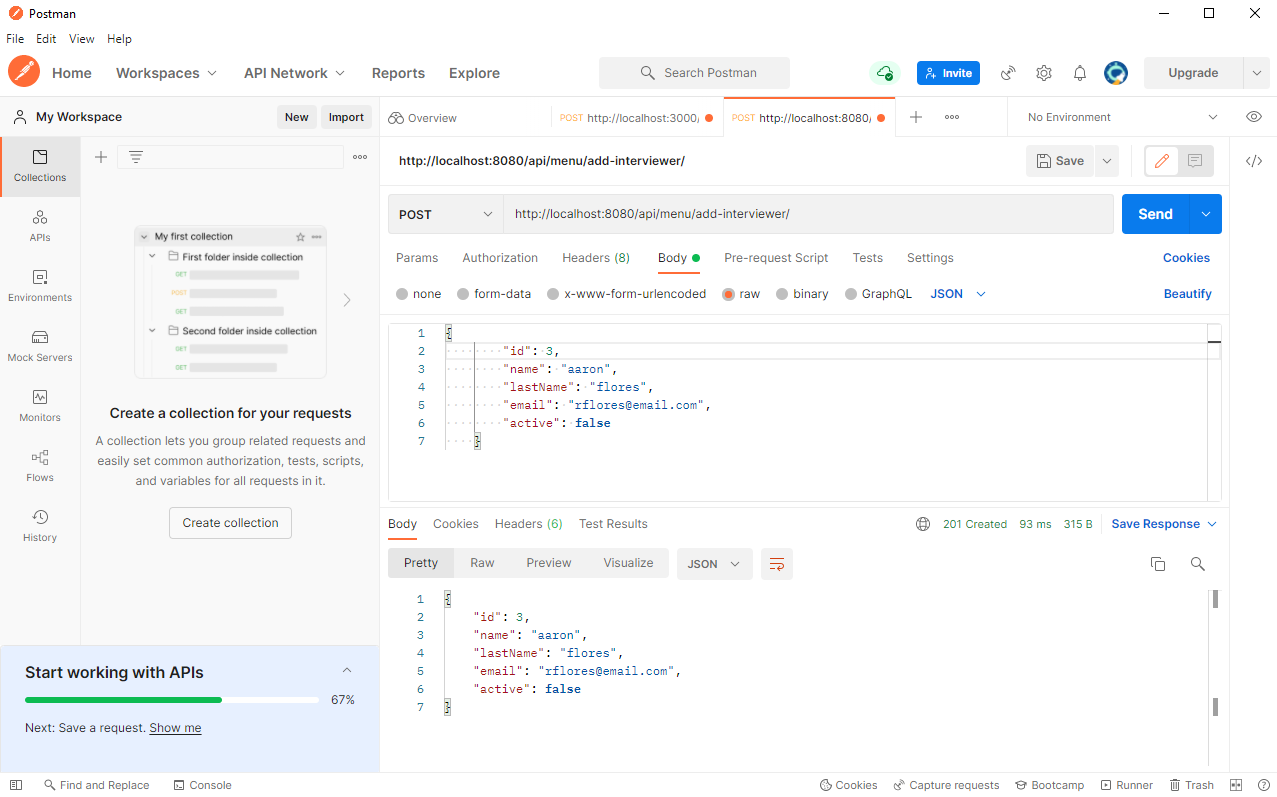 Postman
File Edit View Help
Home Workspaces API Network Reports Explore Search Postman Invite Upgrade
My Workspace New Import
Overview POST http://localhost:3000/ POST http://localhost:8080/ No Environment
Collections
APIs
Environments
Mock Servers
Monitors
Flows
History
My first collection
First folder inside collection
GET
POST
GET
Second folder inside collection
GET
GET
Create a collection for your requests
A collection lets you group related requests and
easily set common authorization, tests, scripts,
and variables for all requests in it.
Create collection
Start working with APIs
67%
Next: Save a request. Show me
http://localhost:8080/api/menu/add-interviewer/ Save
POST http://localhost:8080/api/menu/add-interviewer/ Send
Params Authorization Headers (8) Body Pre-request Script Tests Settings Cookies
none form-data x-www-form-urlencoded raw binary GraphQL JSON Beautify
1 {
2 "id": 3,
3 "name": "aaron",
4 "lastName": "flores",
5 "email": "rflores@email.com",
6 "active": false
7 }
Body Cookies Headers (6) Test Results 201 Created 93 ms 315 B Save Response
Pretty Raw Preview Visualize JSON
1 {
2 "id": 3,
3 "name": "aaron",
4 "lastName": "flores",
5 "email": "rflores@email.com",
6 "active": false
7 }
Find and Replace Console Cookies Capture requests Bootcamp Runner Trash